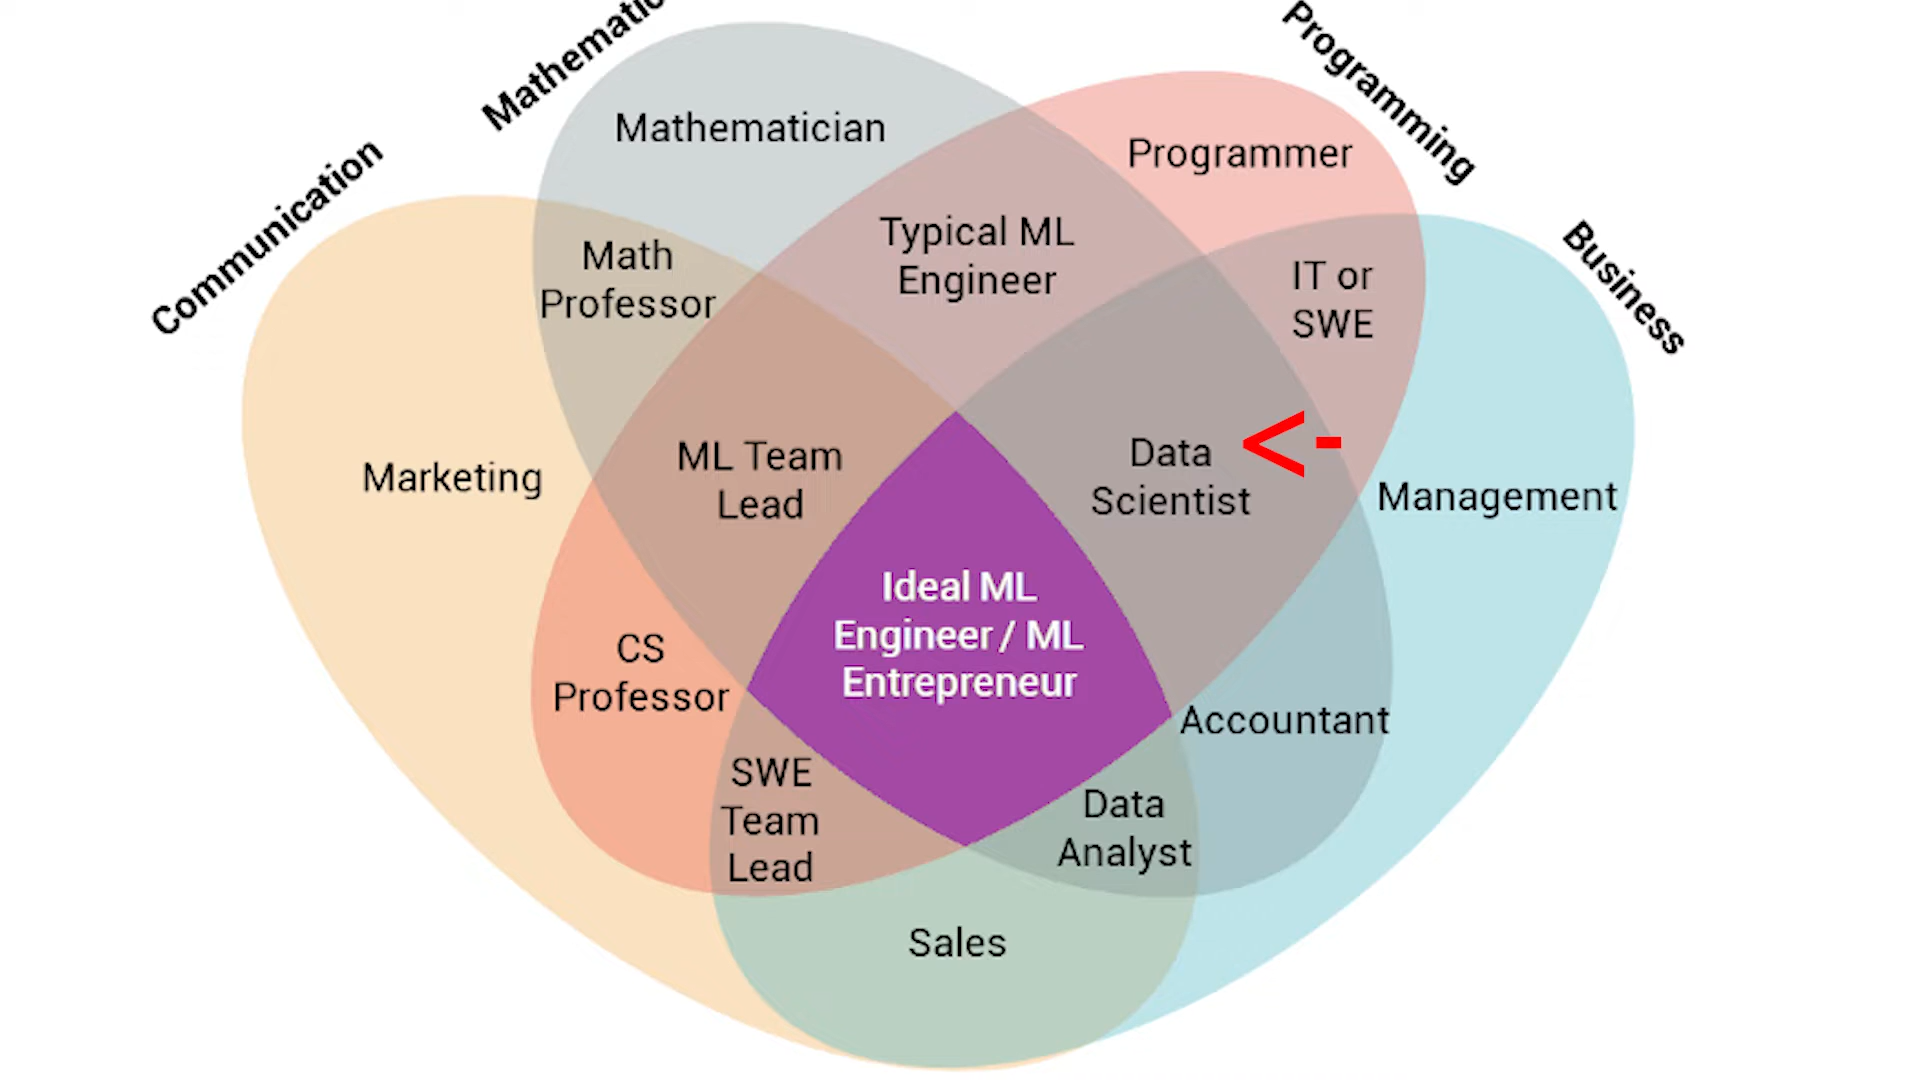 Communication
Mathematic
Programming
Business
Mathematician
Programmer
Math
Professor
Typical ML
Engineer
IT or
SWE
Marketing
ML Team
Lead
Data
Scientist
<-
Management
Ideal ML
Engineer / ML
Entrepreneur
CS
Professor
Accountant
SWE
Team
Lead
Data
Analyst
Sales